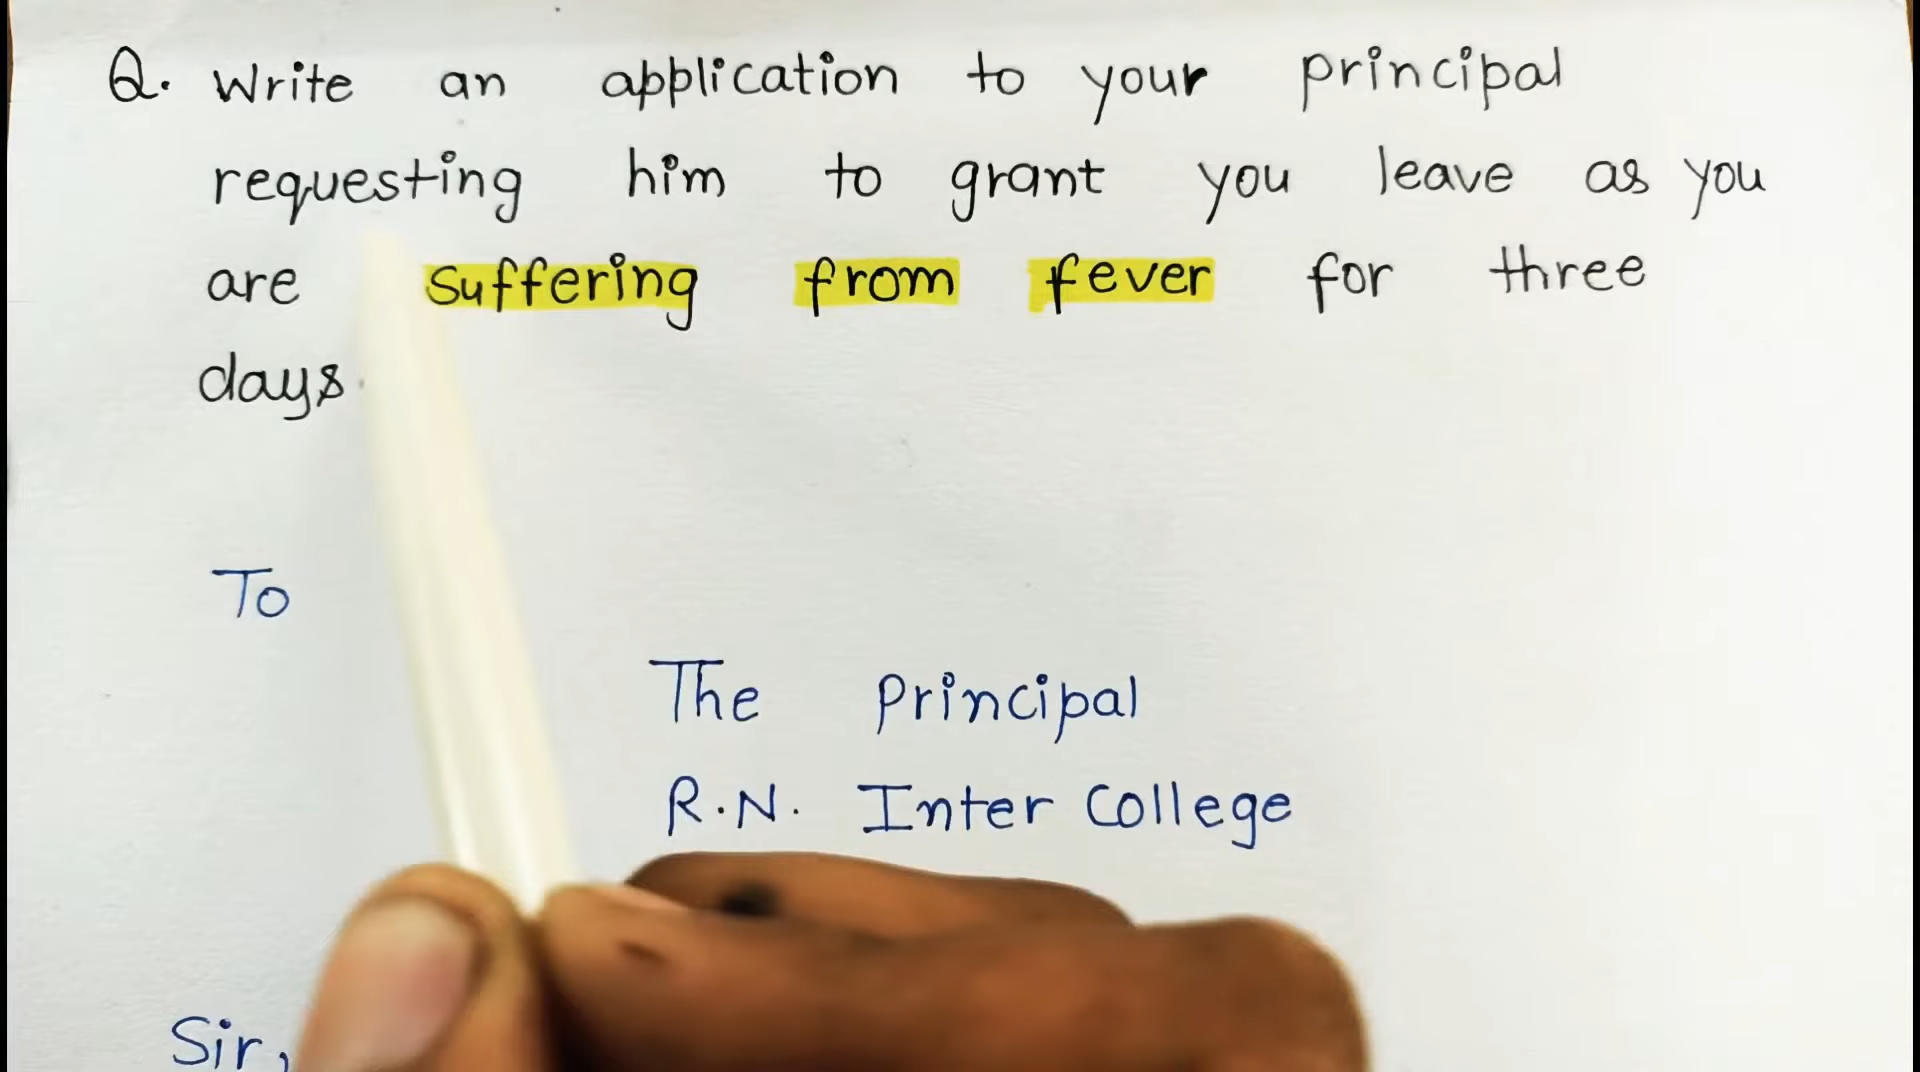 Q. Write an application to your principal
requesting him to grant you leave as you
are suffering from fever for three
days.
To
The Principal
R.N. Inter College
Sir,